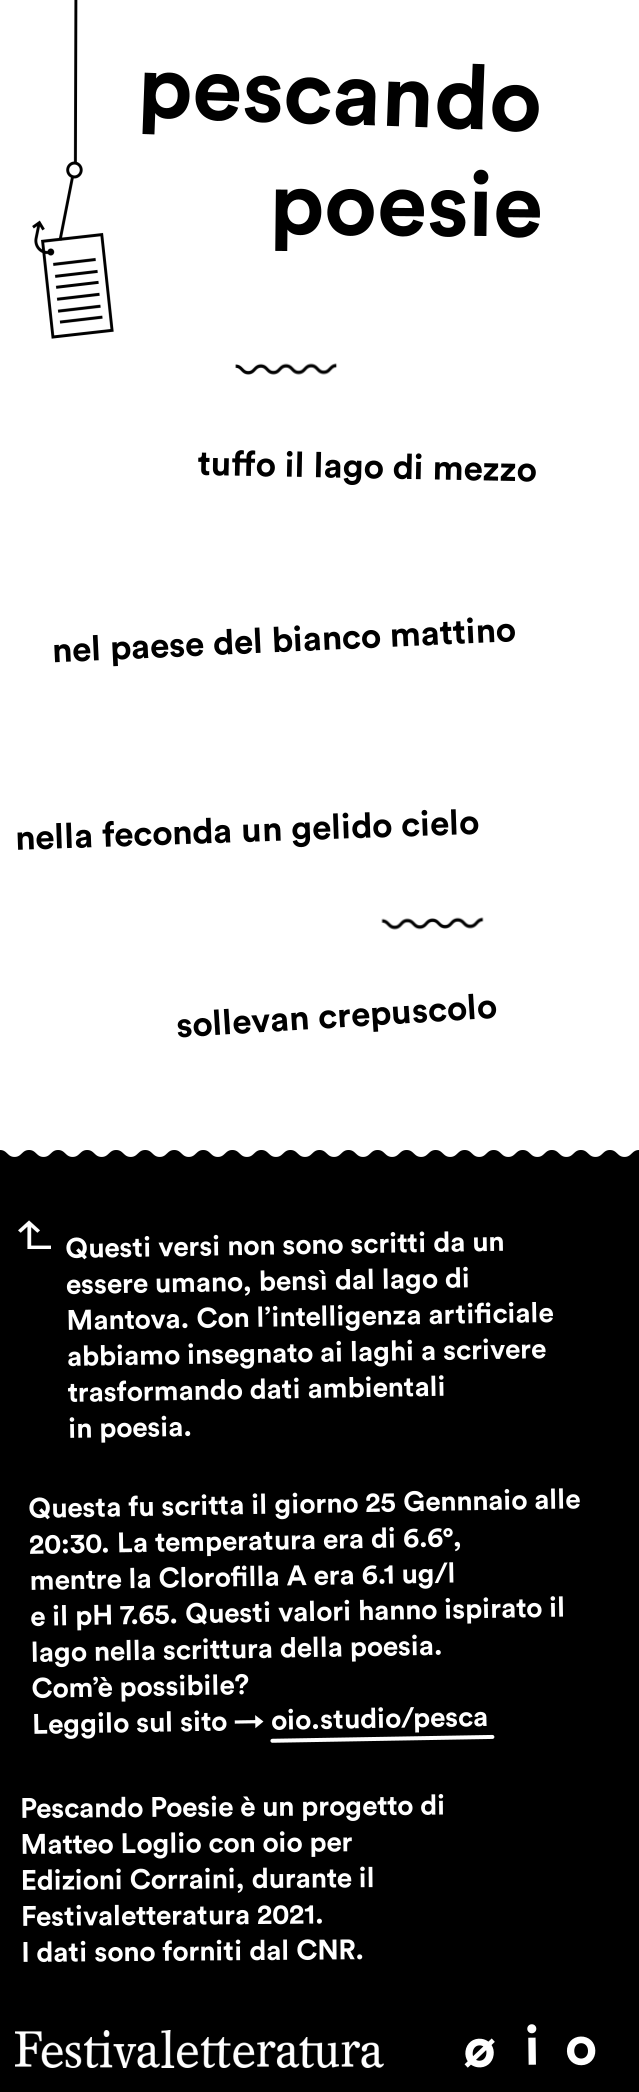 pescando
poesie
tuffo il lago di mezzo
nel paese del bianco mattino
nella feconda un gelido cielo
sollevan crepuscolo
Questi versi non sono scritti da un
essere umano, bensì dal lago di
Mantova. Con l'intelligenza artificiale
abbiamo insegnato ai laghi a scrivere
trasformando dati ambientali
in poesia.
Questa fu scritta il giorno 25 Gennnaio alle
20:30. La temperatura era di 6.6º,
mentre la Clorofilla A era 6.1 ug/l
e il pH 7.65. Questi valori hanno ispirato il
lago nella scrittura della poesia.
Com'è possibile?
Leggilo sul sito → oio.studio/pesca
Pescando Poesie è un progetto di
Matteo Loglio con oio per
Edizioni Corraini, durante il
Festivaletteratura 2021.
I dati sono forniti dal CNR.
Festivaletteratura ø i o